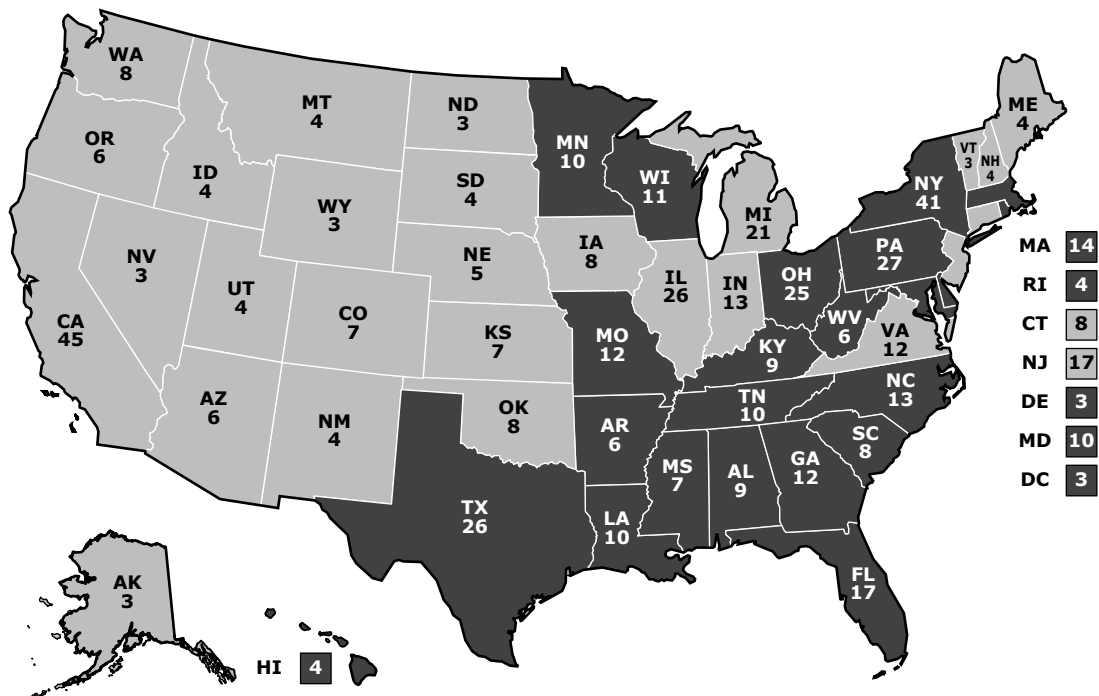 WA
8
OR
6
CA
45
NV
3
ID
4
MT
4
WY
3
UT
4
AZ
6
CO
7
NM
4
ND
3
SD
4
NE
5
KS
7
OK
8
TX
26
MN
10
IA
8
MO
12
AR
6
LA
10
WI
11
IL
26
MI
21
IN
13
OH
25
KY
9
TN
10
MS
7
AL
9
GA
12
FL
17
SC
8
NC
13
VA
12
WV
6
PA
27
NY
41
VT
3
NH
4
ME
4
MA 14
RI 4
CT 8
NJ 17
DE 3
MD 10
DC 3
AK
3
HI 4